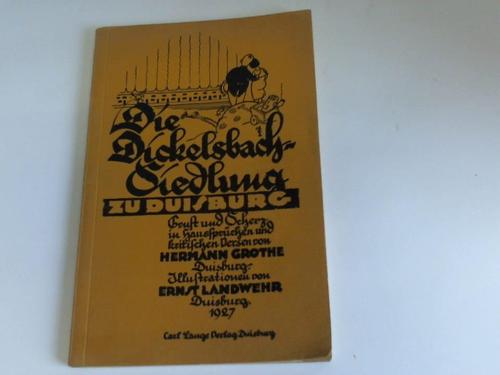 Die
Dickelsbach-
Siedlung
ZU DUISBURG
Ernst und Scherz
in Haussprüchen und
kritischen Versen von
HERMANN GROTHE
Duisburg-
Illustrationen von
ERNST LANDWEHR
Duisburg.
1927
Carl Lange Verlag Duisburg